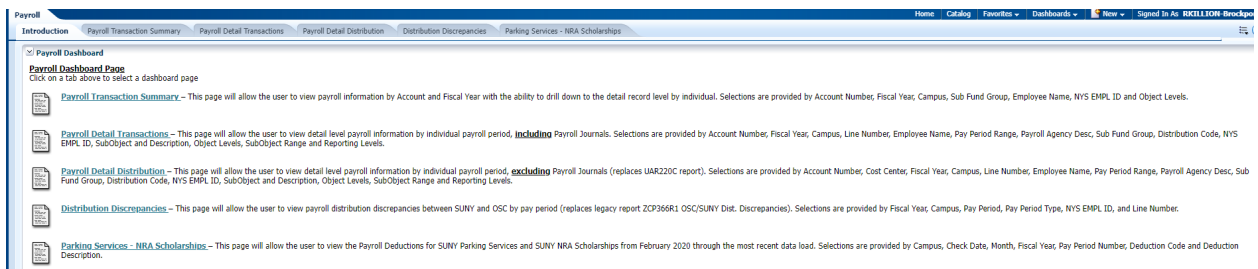 Payroll
Home Catalog Favorites Dashboards New Signed In As RKILLION-Brockpo
Introduction Payroll Transaction Summary Payroll Detail Transactions Payroll Detail Distribution Distribution Discrepancies Parking Services - NRA Scholarships
Payroll Dashboard
Payroll Dashboard Page
Click on a tab above to select a dashboard page
Payroll Transaction Summary – This page will allow the user to view payroll information by Account and Fiscal Year with the ability to drill down to the detail record level by individual. Selections are provided by Account Number, Fiscal Year, Campus, Sub Fund Group, Employee Name, NYS EMPL ID and Object Levels.
Payroll Detail Transactions – This page will allow the user to view detail level payroll information by individual payroll period, including Payroll Journals. Selections are provided by Account Number, Fiscal Year, Campus, Line Number, Employee Name, Pay Period Range, Payroll Agency Desc, Sub Fund Group, Distribution Code, NYS
EMPL ID, SubObject and Description, Object Levels, SubObject Range and Reporting Levels.
Payroll Detail Distribution – This page will allow the user to view detail level payroll information by individual payroll period, excluding Payroll Journals (replaces UAR220C report). Selections are provided by Account Number, Cost Center, Fiscal Year, Campus, Line Number, Employee Name, Pay Period Range, Payroll Agency Desc, Sub
Fund Group, Distribution Code, NYS EMPL ID, SubObject and Description, Object Levels, SubObject Range and Reporting Levels.
Distribution Discrepancies – This page will allow the user to view payroll distribution discrepancies between SUNY and OSC by pay period (replaces legacy report ZCP366R1 OSC/SUNY Dist. Discrepancies). Selections are provided by Fiscal Year, Campus, Pay Period, Pay Period Type, NYS EMPL ID, and Line Number.
Parking Services - NRA Scholarships – This page will allow the user to view the Payroll Deductions for SUNY Parking Services and SUNY NRA Scholarships from February 2020 through the most recent data load. Selections are provided by Campus, Check Date, Month, Fiscal Year, Pay Period Number, Deduction Code and Deduction
Description.